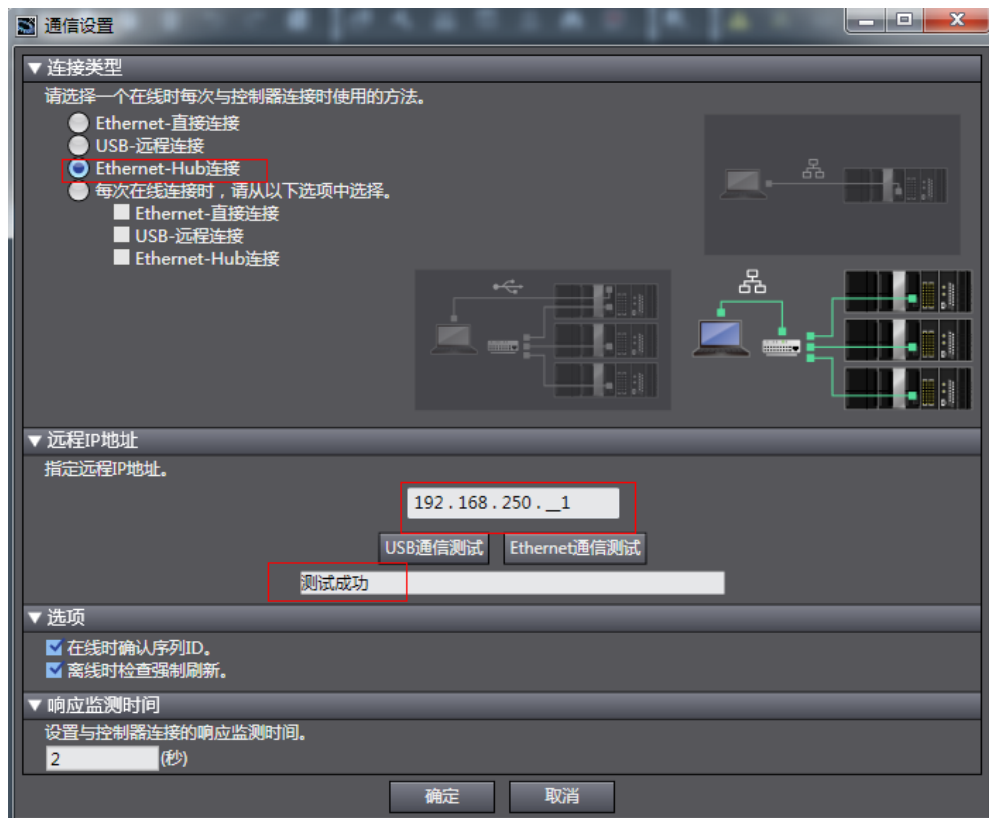 通信设置
▼连接类型
请选择一个在线时每次与控制器连接时使用的方法。
Ethernet-直接连接
USB-远程连接
Ethernet-Hub连接
每次在线连接时，请从以下选项中选择。
Ethernet-直接连接
USB-远程连接
Ethernet-Hub连接
▼远程IP地址
指定远程IP地址。
192.168.250.__1
USB通信测试 Ethernet通信测试
测试成功
▼选项
在线时确认序列ID。
离线时检查强制刷新。
▼响应监测时间
设置与控制器连接的响应监测时间。
2 (秒)
确定 取消